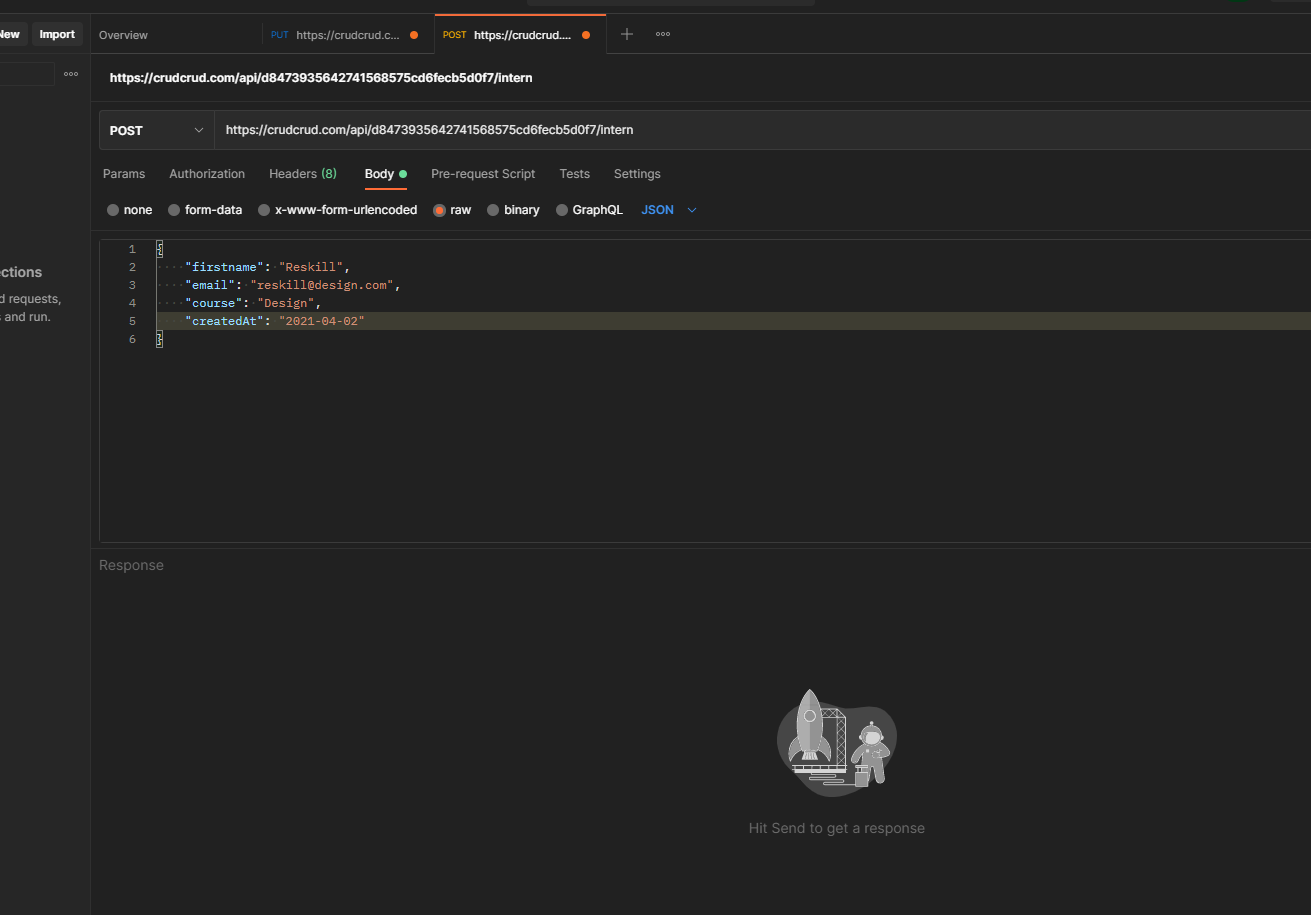 New Import Overview PUT https://crudcrud.c... POST https://crudcrud....
https://crudcrud.com/api/d8473935642741568575cd6fecb5d0f7/intern
POST https://crudcrud.com/api/d8473935642741568575cd6fecb5d0f7/intern
Params Authorization Headers (8) Body Pre-request Script Tests Settings
none form-data x-www-form-urlencoded raw binary GraphQL JSON
1 {
2 "firstname": "Reskill",
3 "email": "reskill@design.com",
4 "course": "Design",
5 "createdAt": "2021-04-02"
6 }
ections
d requests,
and run.
Response
Hit Send to get a response